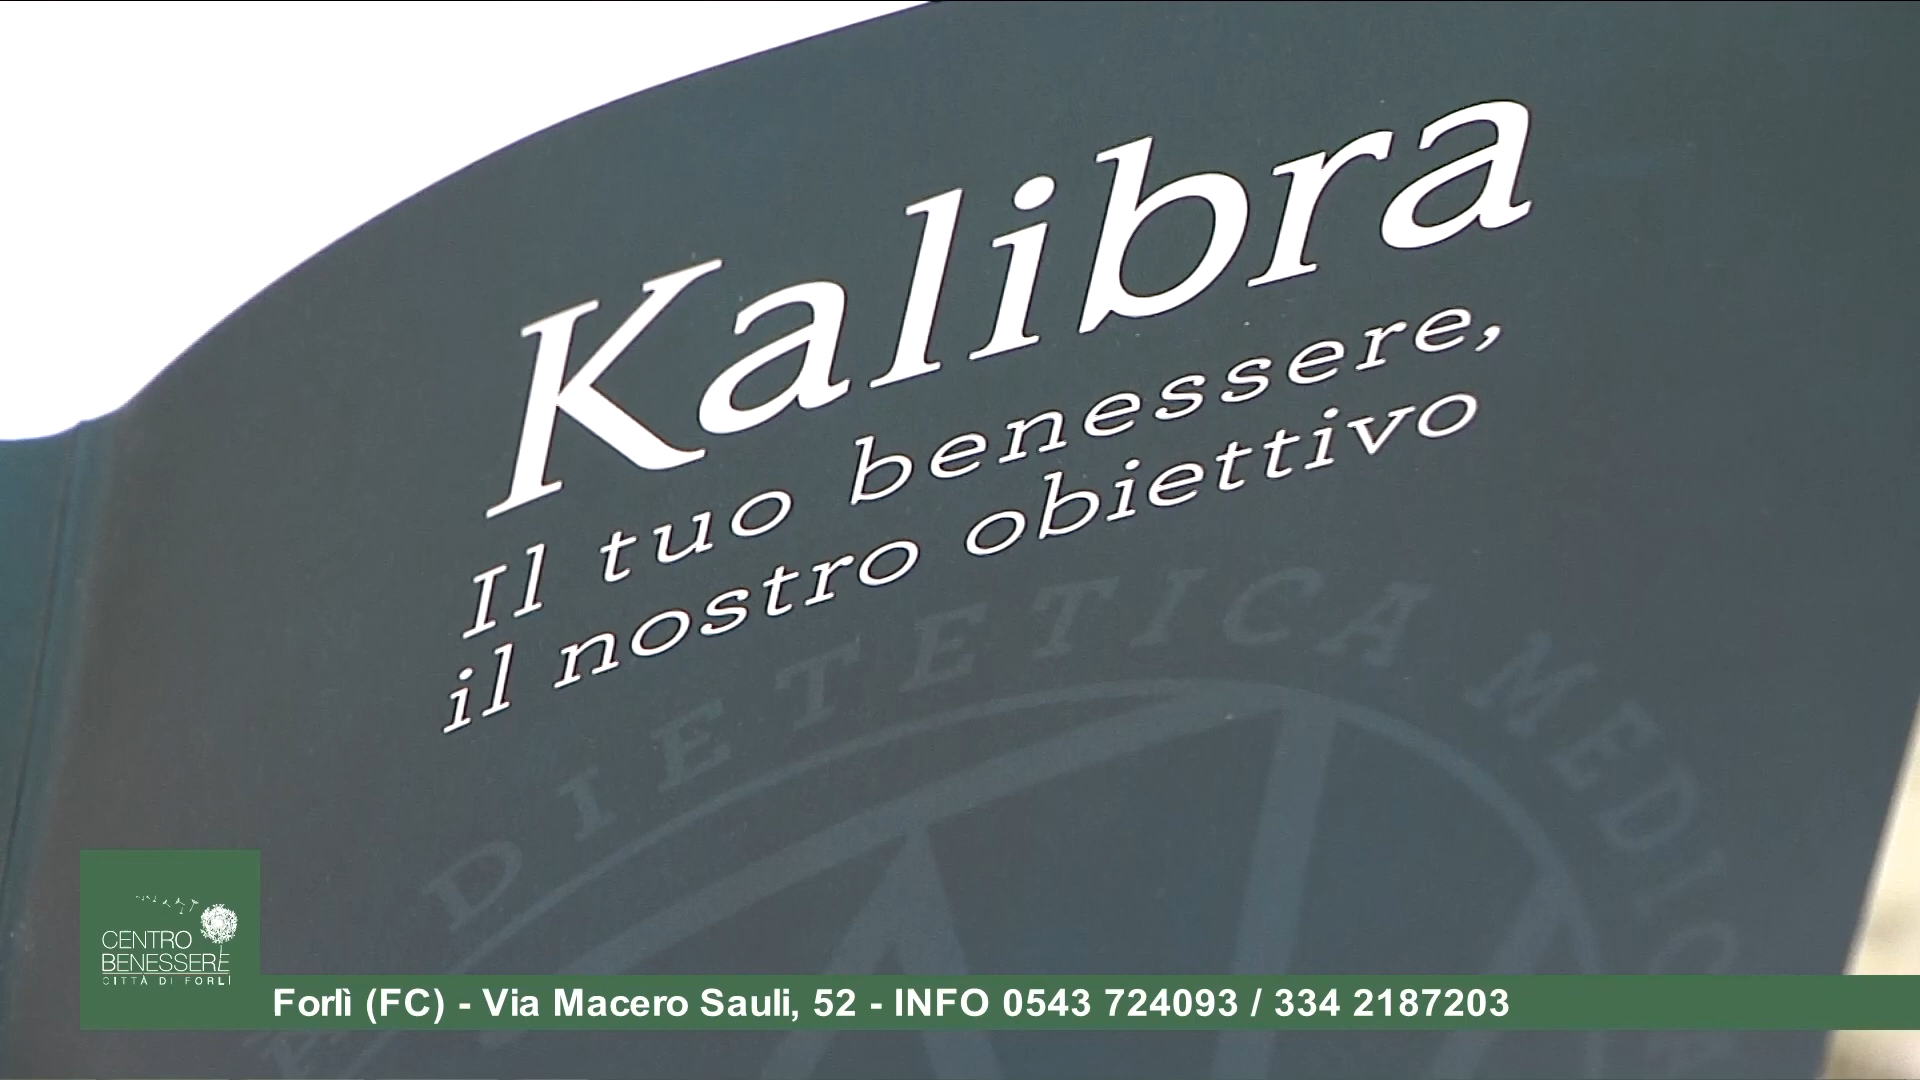 Kalibra
Il tuo benessere,
il nostro obiettivo
DIETETICA MEDICA
CENTRO
BENESSERE
CITTÀ DI FORLÌ
Forlì (FC) - Via Macero Sauli, 52 - INFO 0543 724093 / 334 2187203